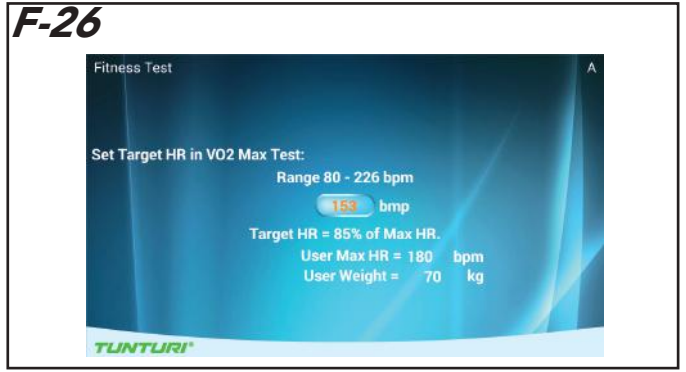 F-26
Fitness Test A
Set Target HR in VO2 Max Test:
Range 80 - 226 bpm
153 bmp
Target HR = 85% of Max HR.
User Max HR = 180 bpm
User Weight = 70 kg
TUNTURI®